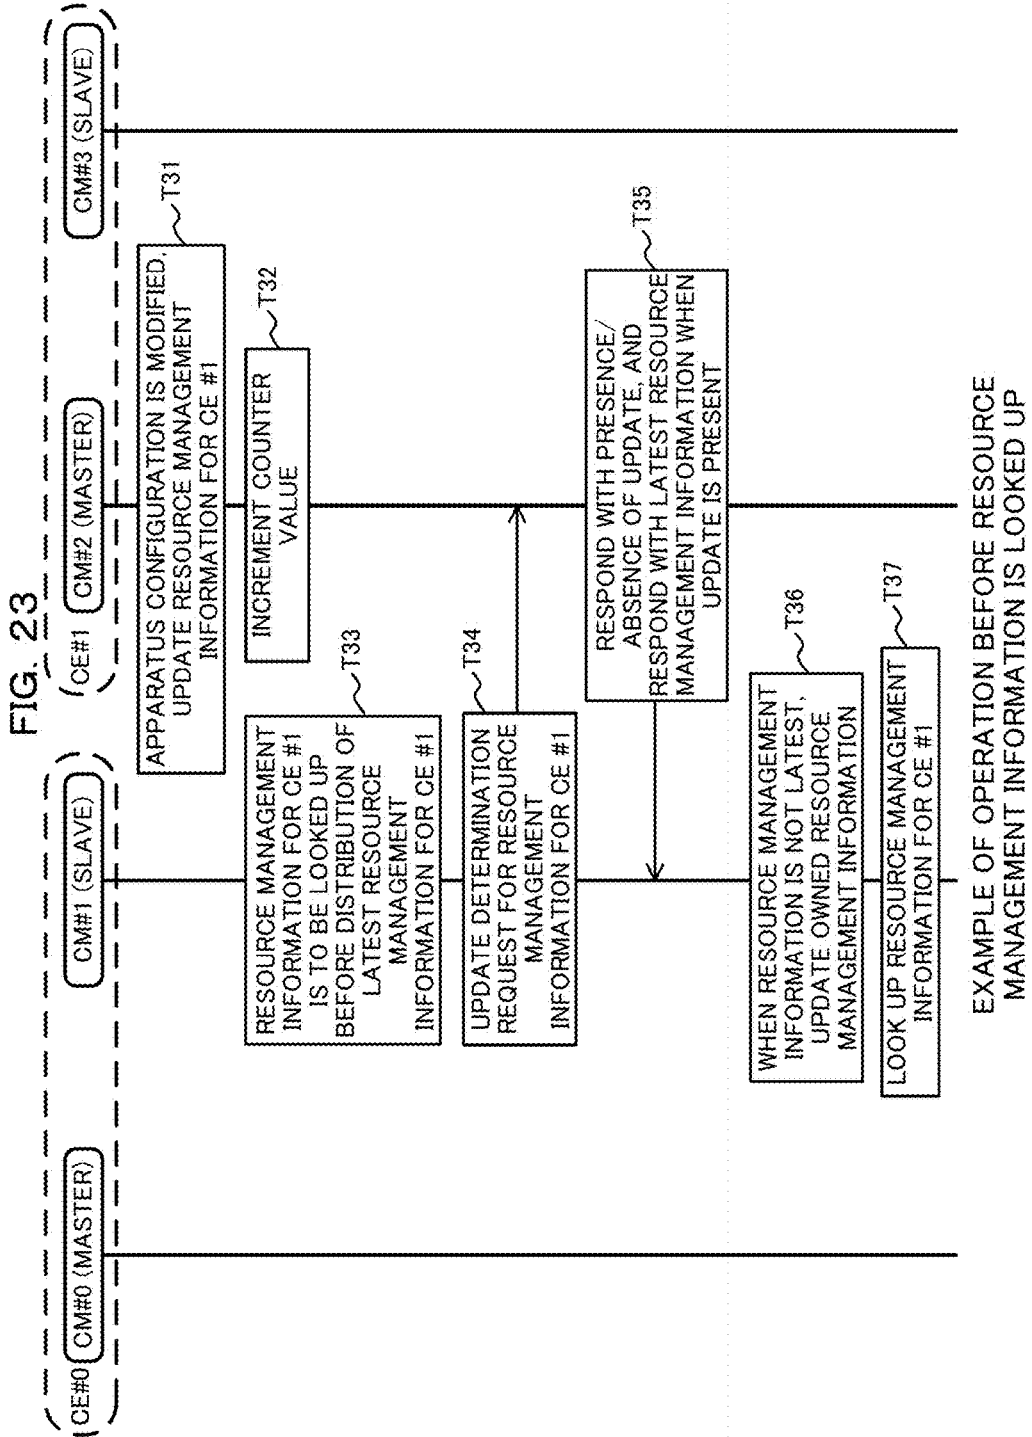 FIG. 23
CE#0
CM#0 (MASTER)
CM#1 (SLAVE)
CE#1
CM#2 (MASTER)
CM#3 (SLAVE)
APPARATUS CONFIGURATION IS MODIFIED,
UPDATE RESOURCE MANAGEMENT
INFORMATION FOR CE #1
T31
INCREMENT COUNTER
VALUE
T32
RESOURCE MANAGEMENT
INFORMATION FOR CE #1
IS TO BE LOOKED UP
BEFORE DISTRIBUTION OF
LATEST RESOURCE
MANAGEMENT
INFORMATION FOR CE #1
T33
UPDATE DETERMINATION
REQUEST FOR RESOURCE
MANAGEMENT
INFORMATION FOR CE #1
T34
RESPOND WITH PRESENCE/
ABSENCE OF UPDATE, AND
RESPOND WITH LATEST RESOURCE
MANAGEMENT INFORMATION WHEN
UPDATE IS PRESENT
T35
WHEN RESOURCE MANAGEMENT
INFORMATION IS NOT LATEST,
UPDATE OWNED RESOURCE
MANAGEMENT INFORMATION
T36
LOOK UP RESOURCE MANAGEMENT
INFORMATION FOR CE #1
T37
EXAMPLE OF OPERATION BEFORE RESOURCE
MANAGEMENT INFORMATION IS LOOKED UP